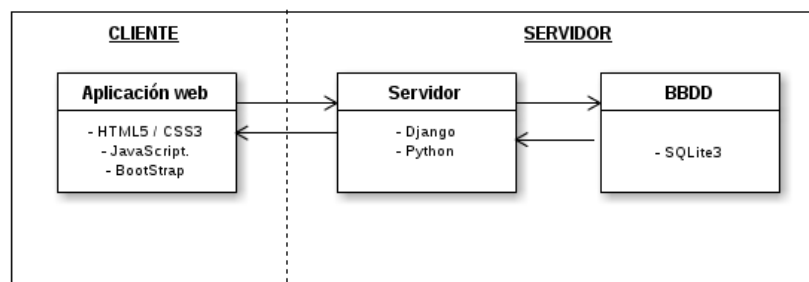 CLIENTE
SERVIDOR
Aplicación web
- HTML5 / CSS3
- JavaScript.
- BootStrap
Servidor
- Django
- Python
BBDD
- SQLite3